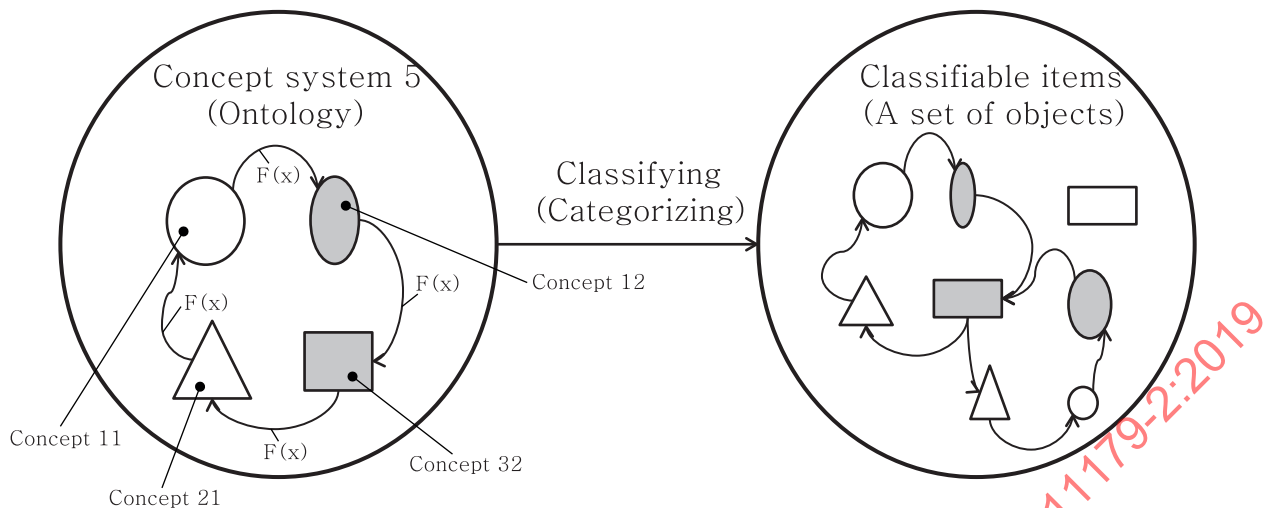 Concept system 5
(Ontology)
F(x)
F(x)
F(x)
F(x)
Concept 11
Concept 12
Concept 21
Concept 32
Classifying
(Categorizing)
Classifiable items
(A set of objects)
11179-2:2019